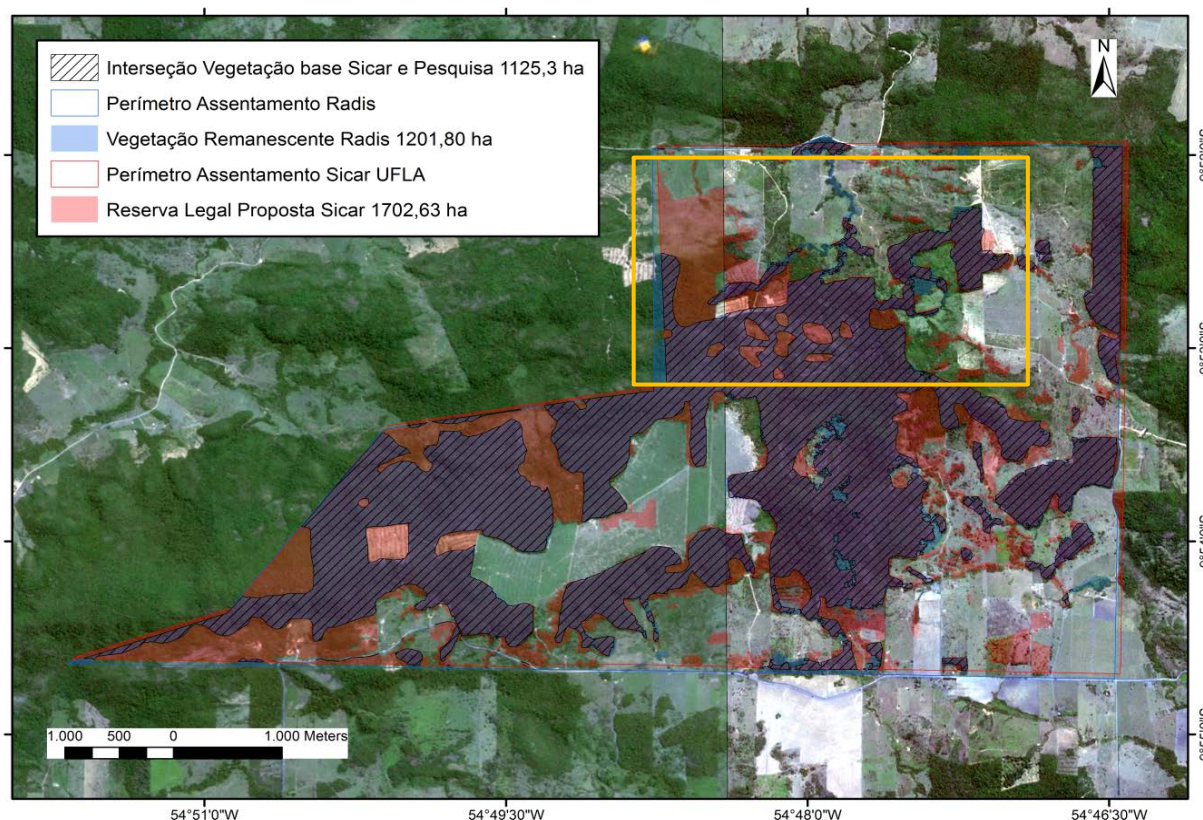 Interseção Vegetação base Sicar e Pesquisa 1125,3 ha
Perímetro Assentamento Radis
Vegetação Remanescente Radis 1201,80 ha
Perímetro Assentamento Sicar UFLA
Reserva Legal Proposta Sicar 1702,63 ha
N
1.000 500 0 1.000 Meters
54°51'0"W 54°49'30"W 54°48'0"W 54°46'30"W